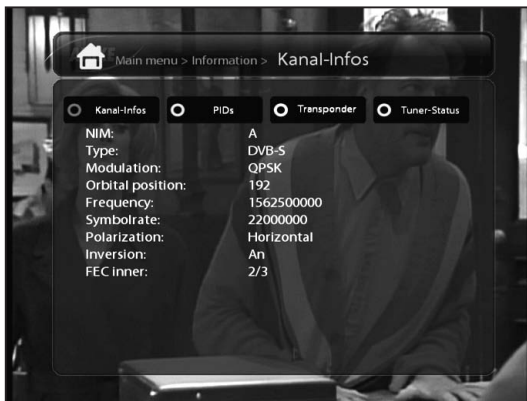 Main menu > Information > Kanal-Infos
Kanal-Infos PIDs Transponder Tuner-Status
NIM: A
Type: DVB-S
Modulation: QPSK
Orbital position: 192
Frequency: 1562500000
Symbolrate: 22000000
Polarization: Horizontal
Inversion: An
FEC inner: 2/3